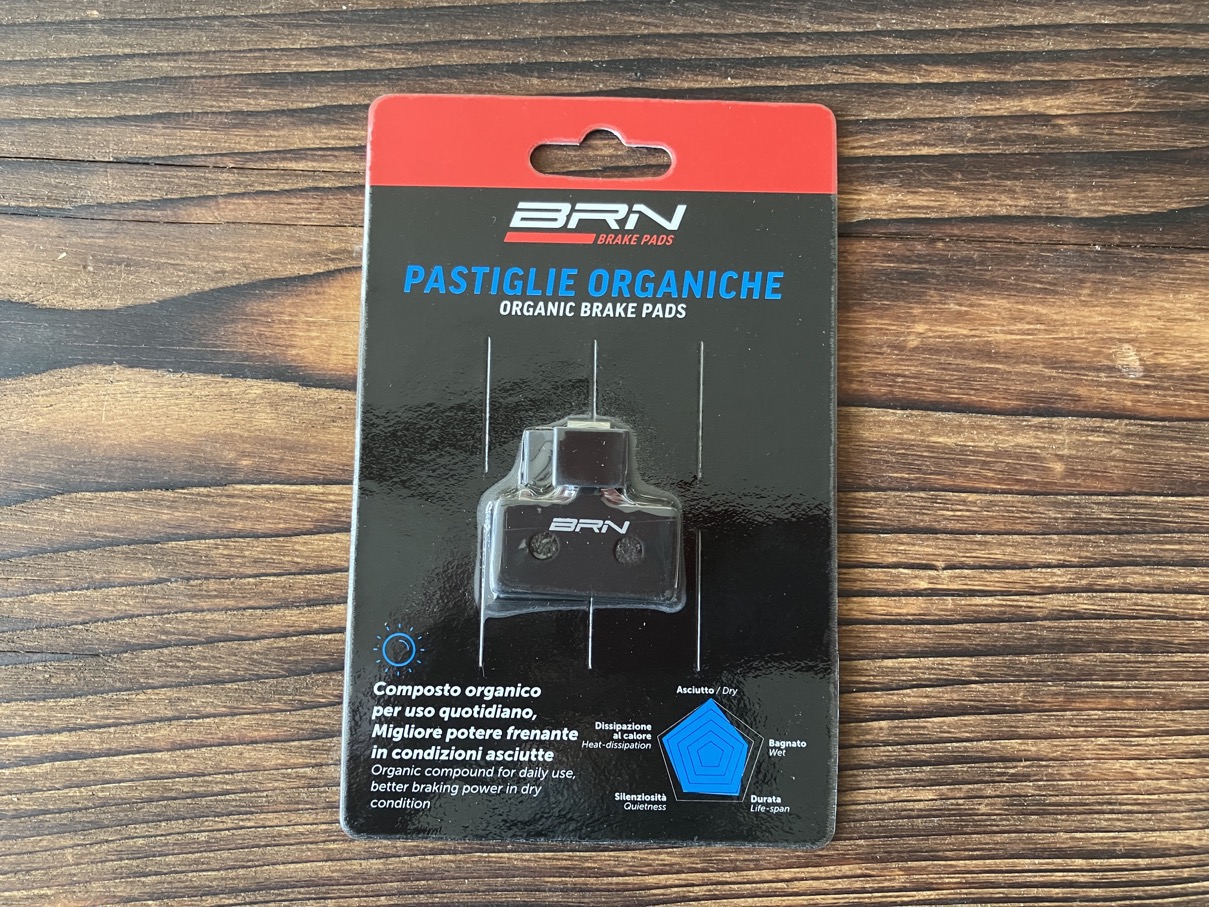 BRN
BRAKE PADS
PASTIGLIE ORGANICHE
ORGANIC BRAKE PADS
BRN
Composto organico
per uso quotidiano,
Migliore potere frenante
in condizioni asciutte
Organic compound for daily use,
better braking power in dry
condition
Asciutto / Dry
Dissipazione
al calore
Heat-dissipation
Bagnato
Wet
Silenziosità
Quietness
Durata
Life-span